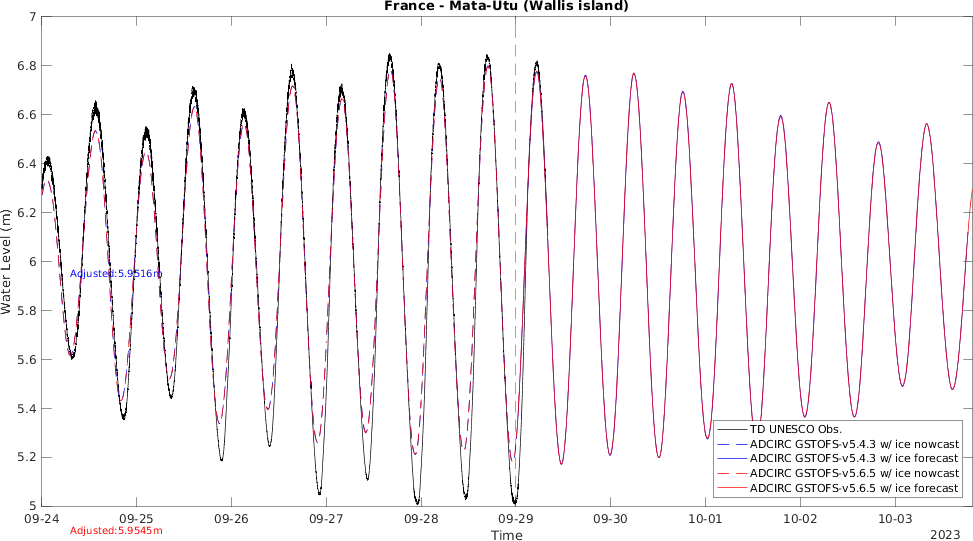 France - Mata-Utu (Wallis island)
7
6.8
6.6
6.4
6.2
6
5.8
5.6
5.4
5.2
5
Water Level (m)
Adjusted:5.9516m
Adjusted:5.9545m
TD UNESCO Obs.
ADCIRC GSTOFS-v5.4.3 w/ ice nowcast
ADCIRC GSTOFS-v5.4.3 w/ ice forecast
ADCIRC GSTOFS-v5.6.5 w/ ice nowcast
ADCIRC GSTOFS-v5.6.5 w/ ice forecast
09-24 09-25 09-26 09-27 09-28 09-29 09-30 10-01 10-02 10-03
Time
2023